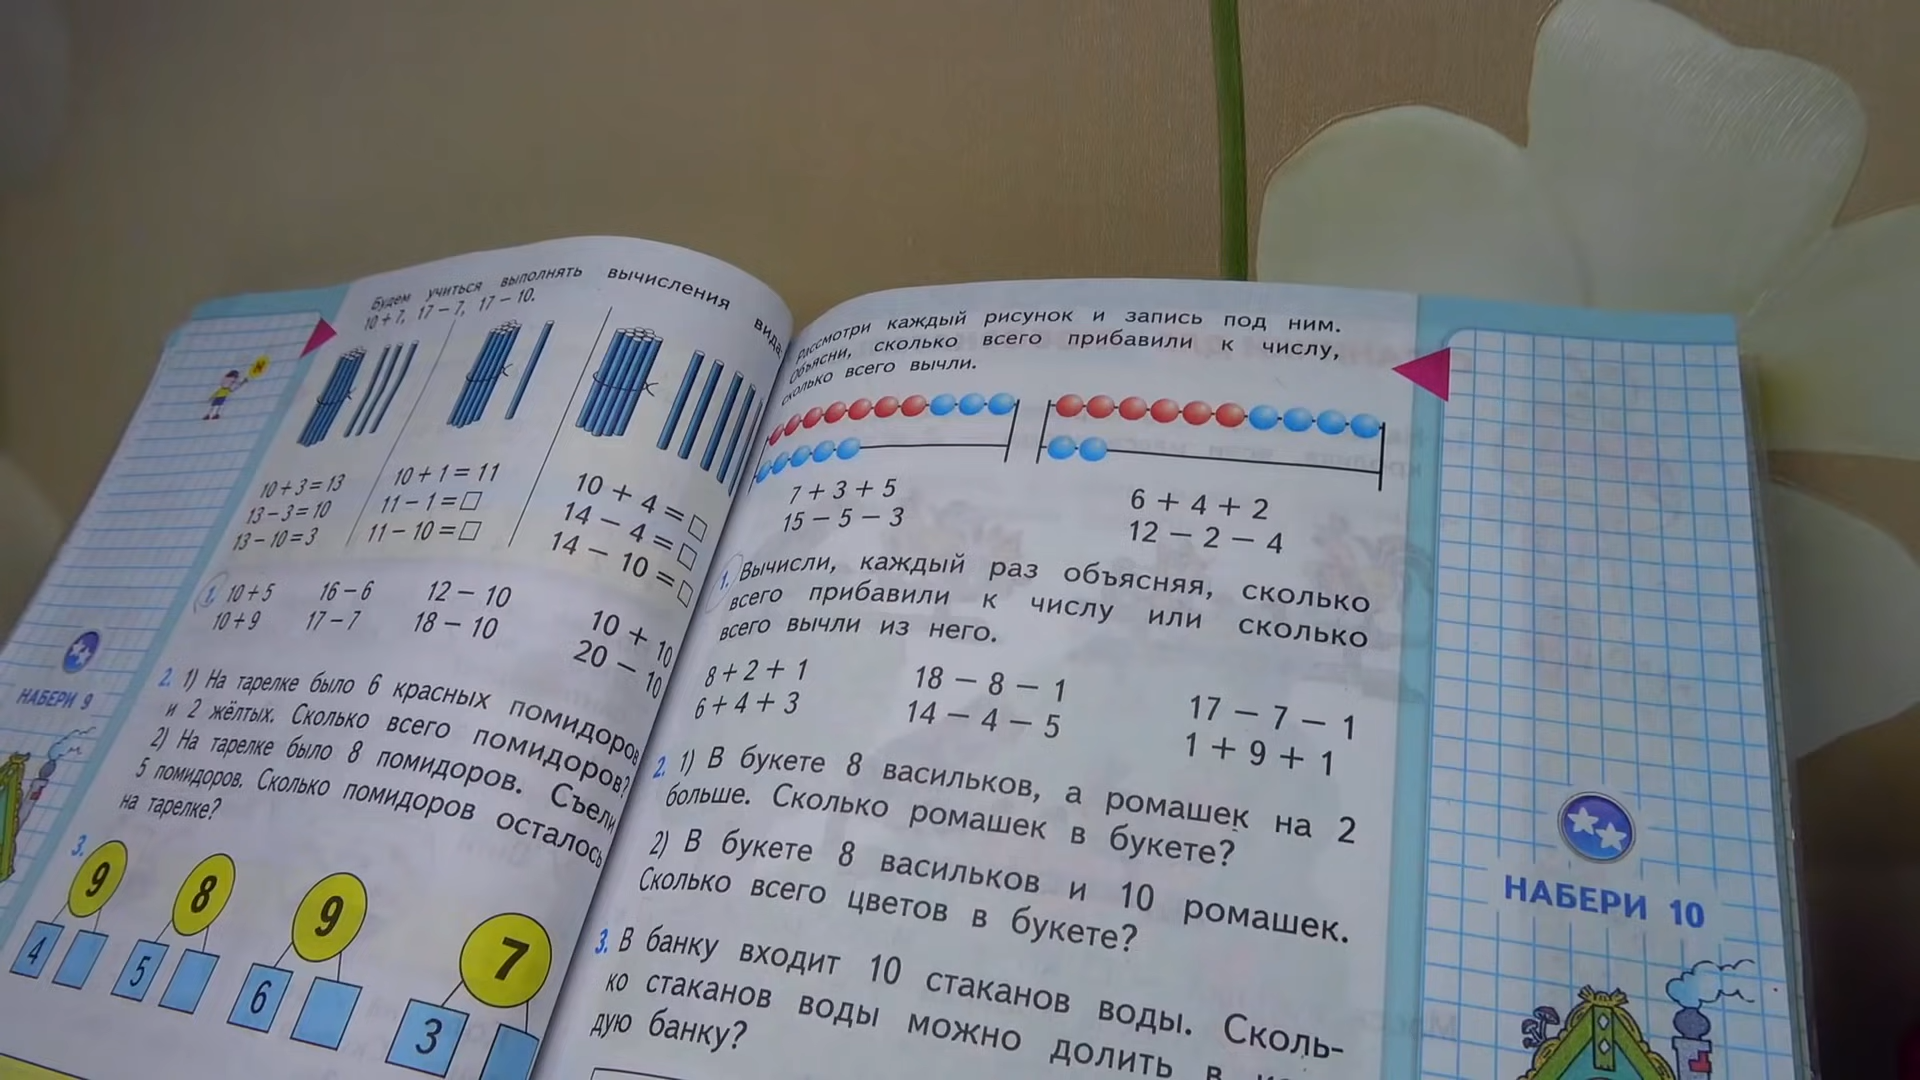 Будем учиться выполнять вычисления вида:
10 + 7, 17 − 7, 17 − 10.
10 + 3 = 13
13 − 3 = 10
13 − 10 = 3
10 + 1 = 11
11 − 1 = □
11 − 10 = □
10 + 4 = □
14 − 4 = □
14 − 10 = □
1. 10 + 5 16 − 6 12 − 10 10 + 10
10 + 9 17 − 7 18 − 10 20 − 10
2. 1) На тарелке было 6 красных помидоров
и 2 жёлтых. Сколько всего помидоров?
2) На тарелке было 8 помидоров. Съели
5 помидоров. Сколько помидоров осталось
на тарелке?
3.
9 8 9 7
4 5 6 3
НАБЕРИ 9
Рассмотри каждый рисунок и запись под ним.
Объясни, сколько всего прибавили к числу,
сколько всего вычли.
7 + 3 + 5 6 + 4 + 2
15 − 5 − 3 12 − 2 − 4
1. Вычисли, каждый раз объясняя, сколько
всего прибавили к числу или сколько
всего вычли из него.
8 + 2 + 1 18 − 8 − 1 17 − 7 − 1
6 + 4 + 3 14 − 4 − 5 1 + 9 + 1
2. 1) В букете 8 васильков, а ромашек на 2
больше. Сколько ромашек в букете?
2) В букете 8 васильков и 10 ромашек.
Сколько всего цветов в букете?
3. В банку входит 10 стаканов воды. Сколь-
ко стаканов воды можно долить в
дую банку?
НАБЕРИ 10